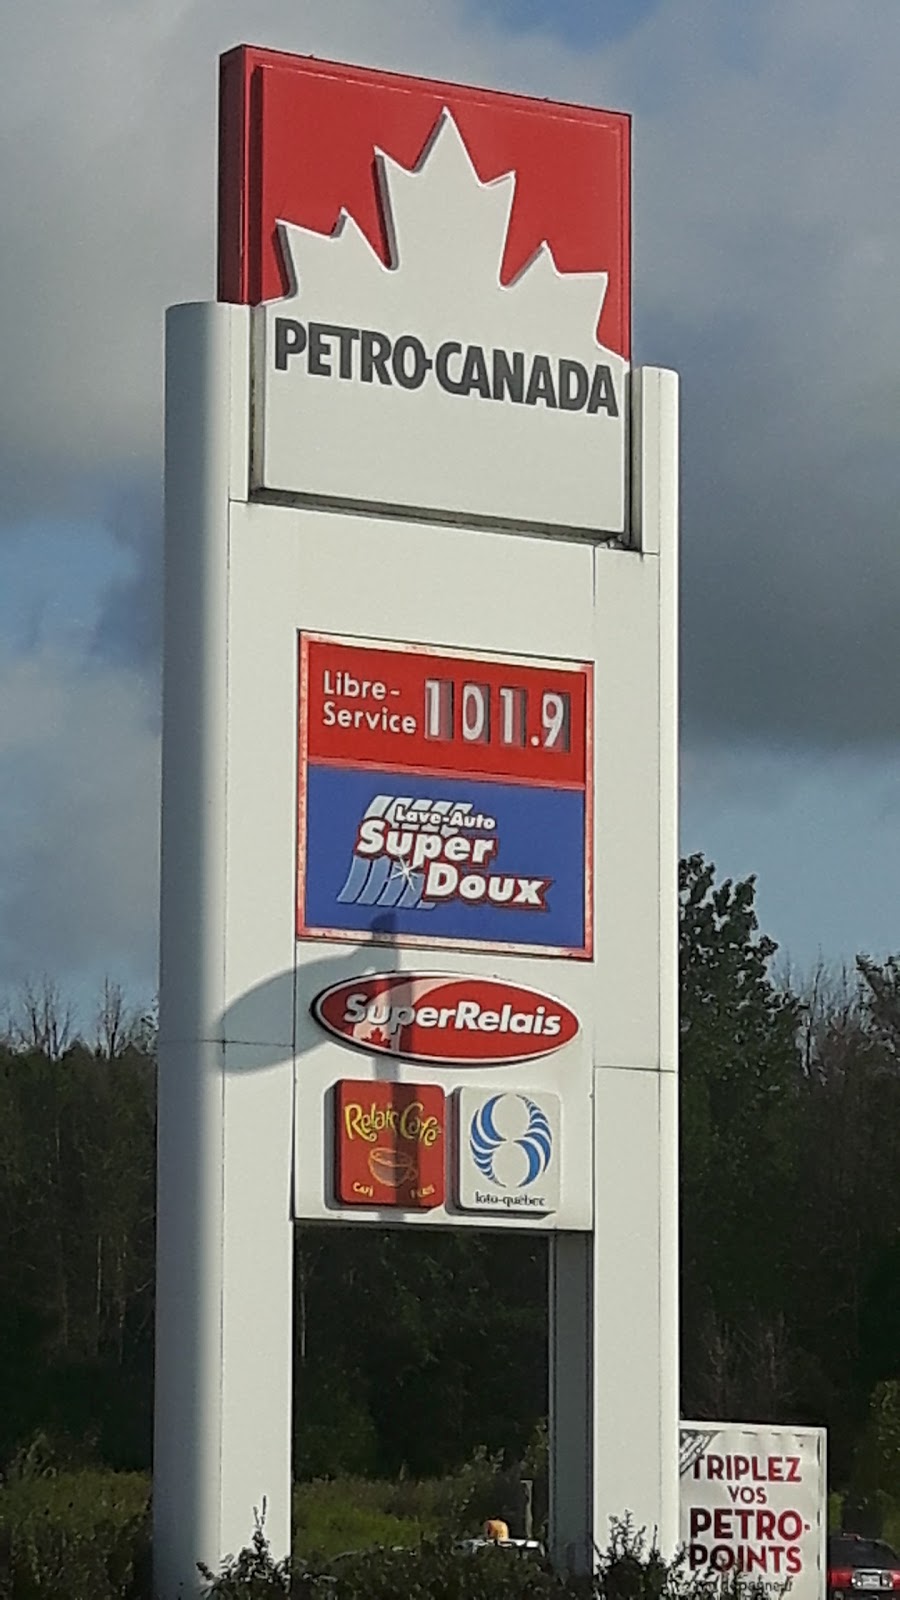 PETRO-CANADA
Libre-
Service 101.9
Lave-Auto
Super
Doux
SuperRelais
Relais Café
loto-québec
TRIPLEZ
VOS
PETRO-
POINTS